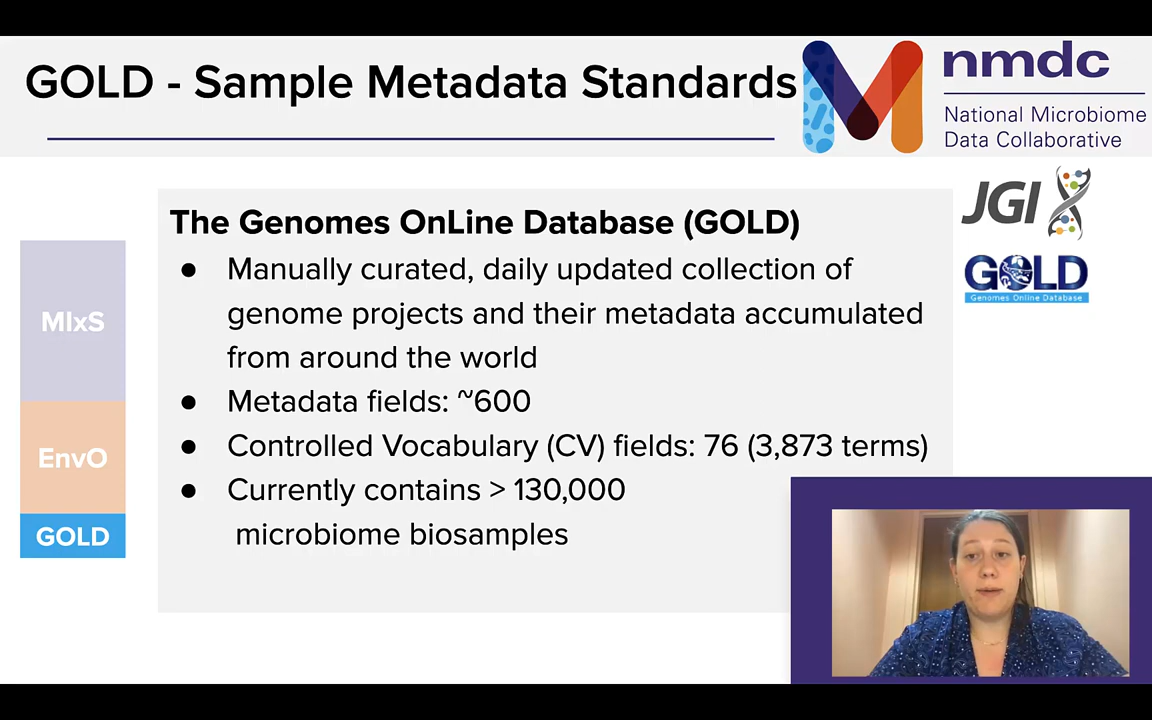 GOLD - Sample Metadata Standards
nmdc
National Microbiome
Data Collaborative
JGI
GOLD
Genomes Online Database
The Genomes OnLine Database (GOLD)
● Manually curated, daily updated collection of
genome projects and their metadata accumulated
from around the world
● Metadata fields: ~600
● Controlled Vocabulary (CV) fields: 76 (3,873 terms)
● Currently contains > 130,000
microbiome biosamples
MIxS
EnvO
GOLD